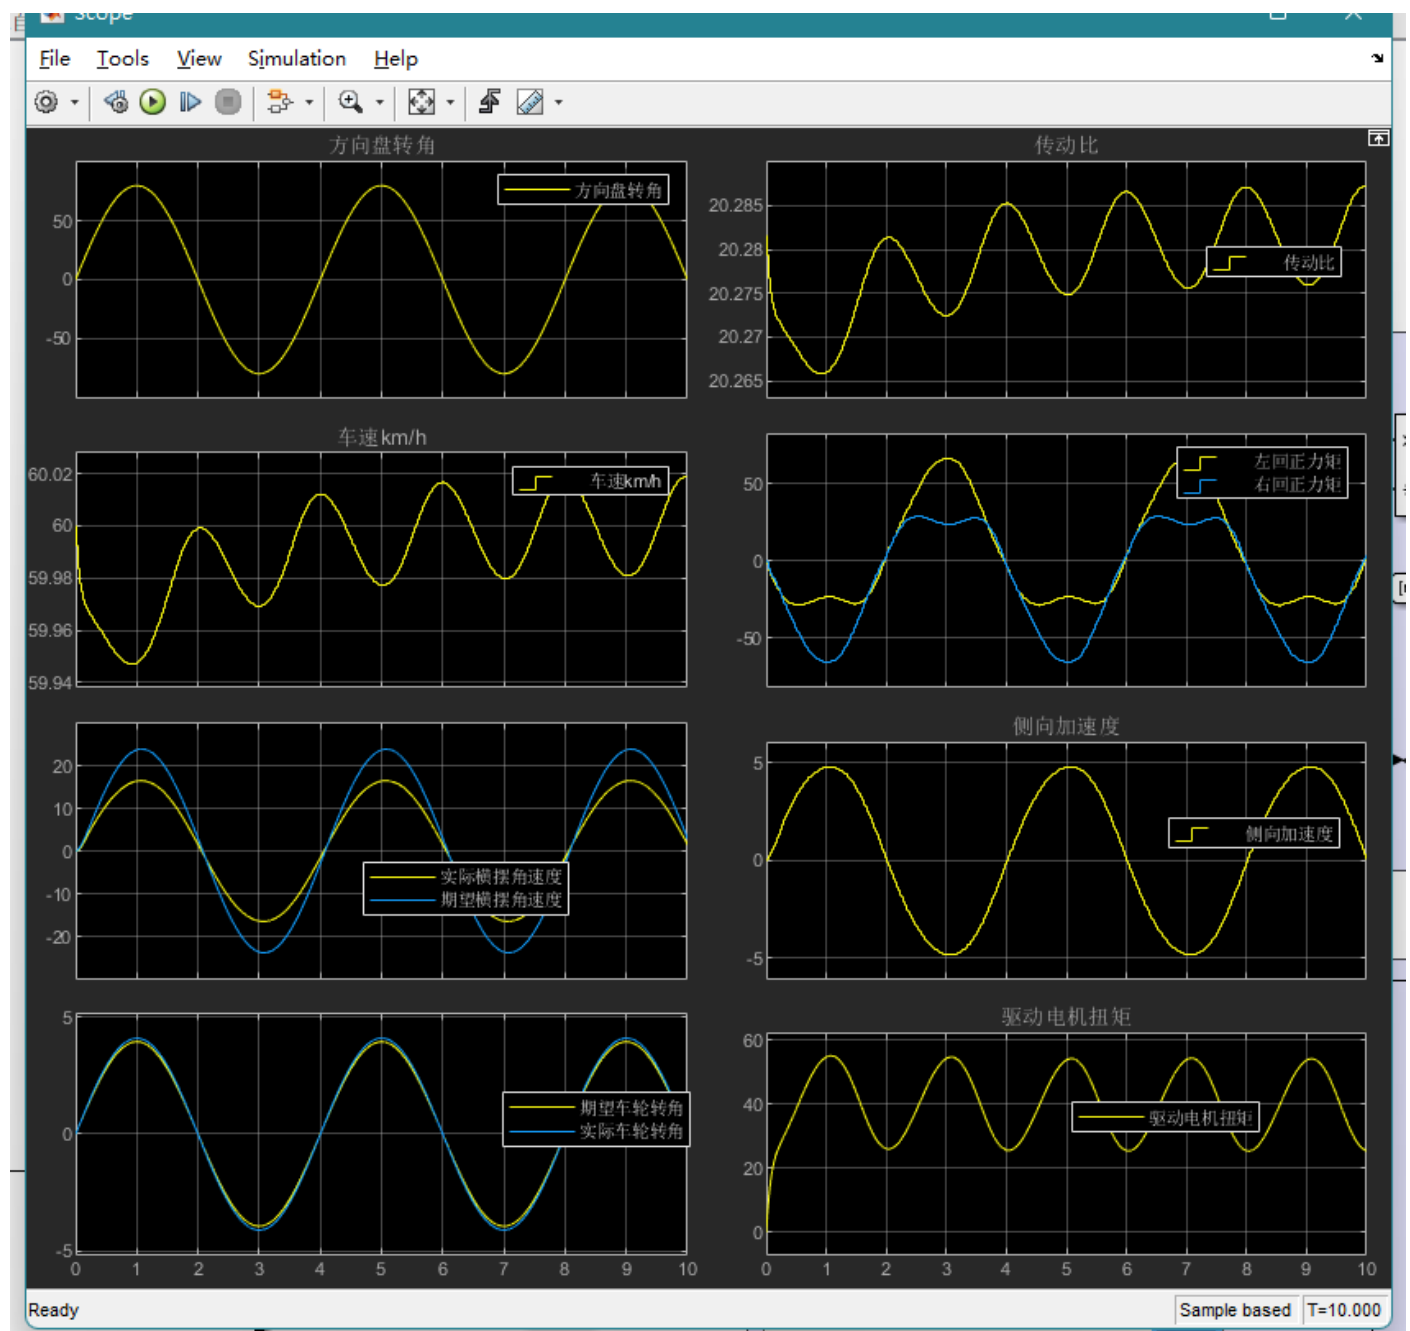 Scope
File Tools View Simulation Help
方向盘转角
方向盘转角
50
0
-50
传动比
传动比
20.285
20.28
20.275
20.27
20.265
车速km/h
车速km/h
60.02
60
59.98
59.96
59.94
左回正力矩
右回正力矩
50
0
-50
20
10
0
-10
-20
实际横摆角速度
期望横摆角速度
侧向加速度
侧向加速度
5
0
-5
5
0
-5
期望车轮转角
实际车轮转角
0 1 2 3 4 5 6 7 8 9 10
驱动电机扭矩
驱动电机扭矩
60
40
20
0
0 1 2 3 4 5 6 7 8 9 10
Ready
Sample based T=10.000